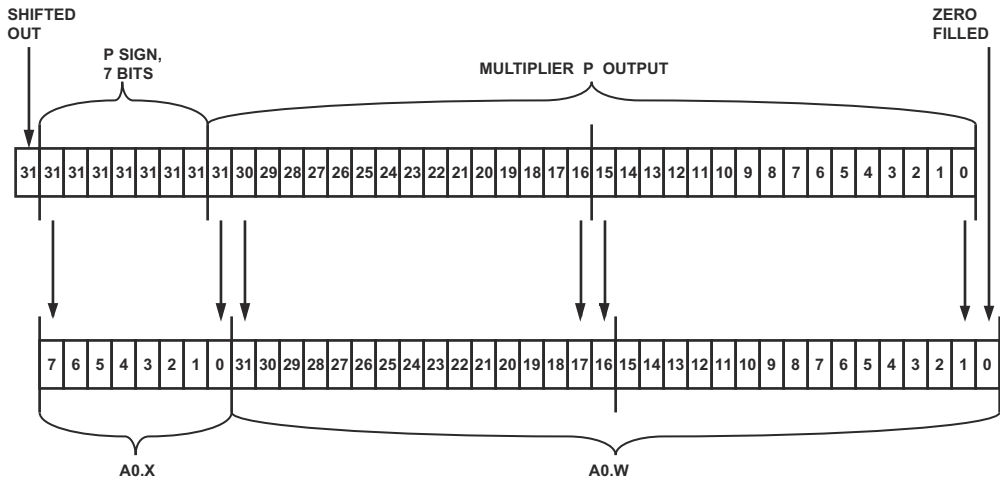 SHIFTED
OUT
ZERO
FILLED
P SIGN,
7 BITS
MULTIPLIER P OUTPUT
31 31 31 31 31 31 31 31 31 30 29 28 27 26 25 24 23 22 21 20 19 18 17 16 15 14 13 12 11 10 9 8 7 6 5 4 3 2 1 0
7 6 5 4 3 2 1 0 31 30 29 28 27 26 25 24 23 22 21 20 19 18 17 16 15 14 13 12 11 10 9 8 7 6 5 4 3 2 1 0
A0.X
A0.W